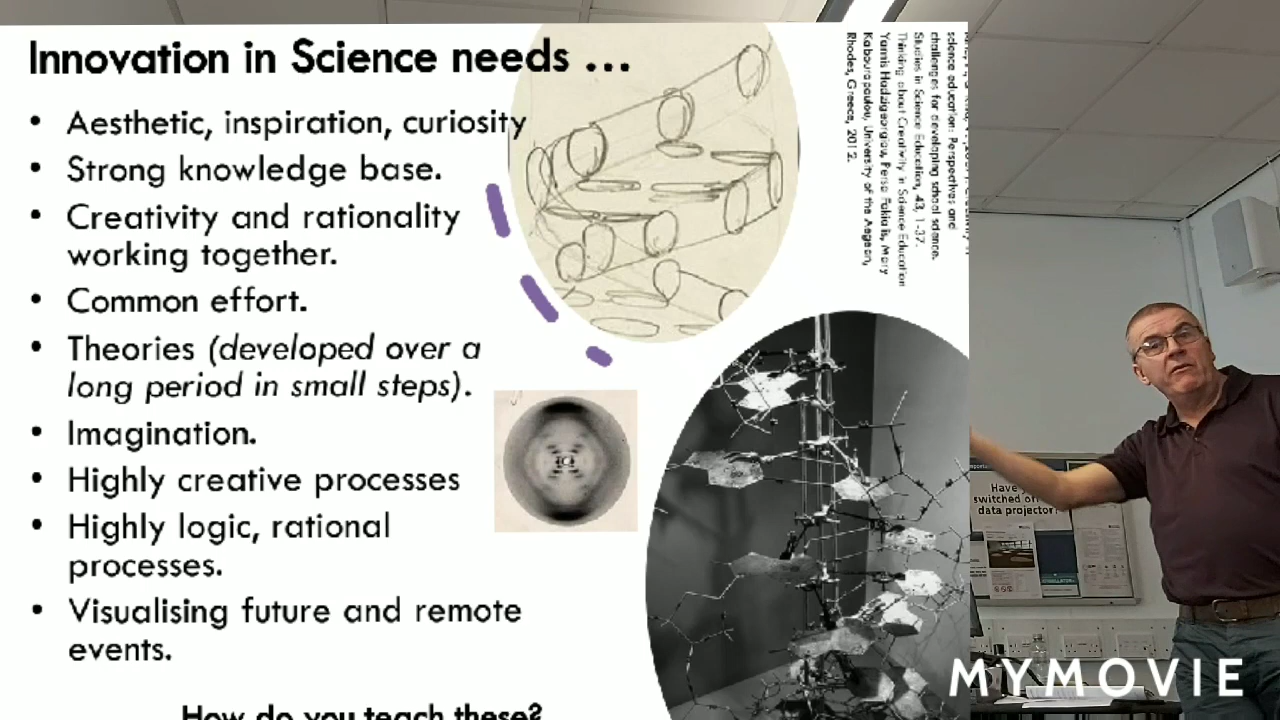 Innovation in Science needs ...
• Aesthetic, inspiration, curiosity
• Strong knowledge base.
• Creativity and rationality
working together.
• Common effort.
• Theories (developed over a
long period in small steps).
• Imagination.
• Highly creative processes
• Highly logic, rational
processes.
• Visualising future and remote
events.
How do you teach these?
science education: Perspectives and
challenges for developing school science.
Studies in Science Education, 43, 1-37.
Thinking about Creativity in Science Education
Yannis Hadzigeorgiou, Persa Fokialis, Mary
Kabouropoulou, University of the Aegean,
Rhodes, Greece, 2012.
Have
switched of
data projector?
MYMOVIE